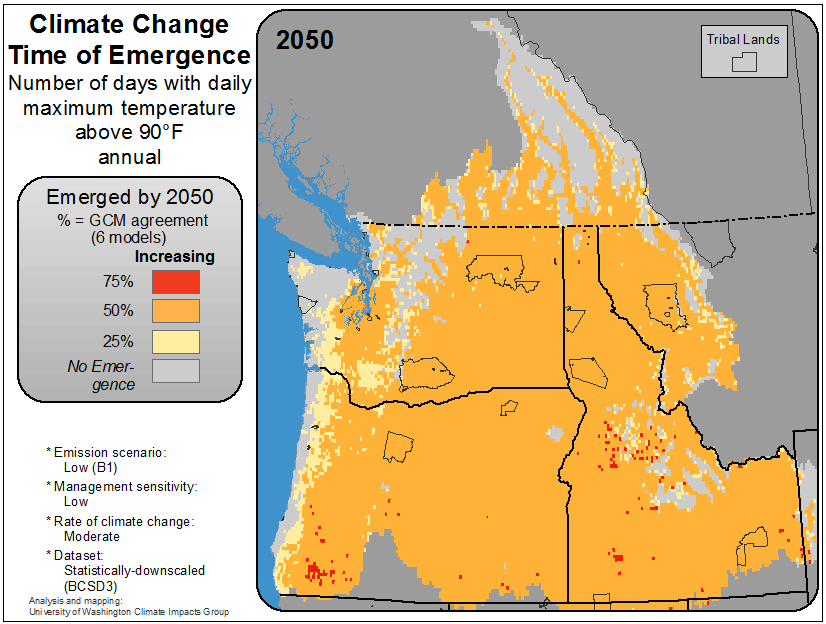 Climate Change
Time of Emergence
Number of days with daily
maximum temperature
above 90°F
annual
Emerged by 2050
% = GCM agreement
(6 models)
Increasing
75%
50%
25%
No Emer-
gence
* Emission scenario:
Low (B1)
* Management sensitivity:
Low
* Rate of climate change:
Moderate
* Dataset:
Statistically-downscaled
(BCSD3)
Analysis and mapping:
University of Washington Climate Impacts Group
2050
Tribal Lands